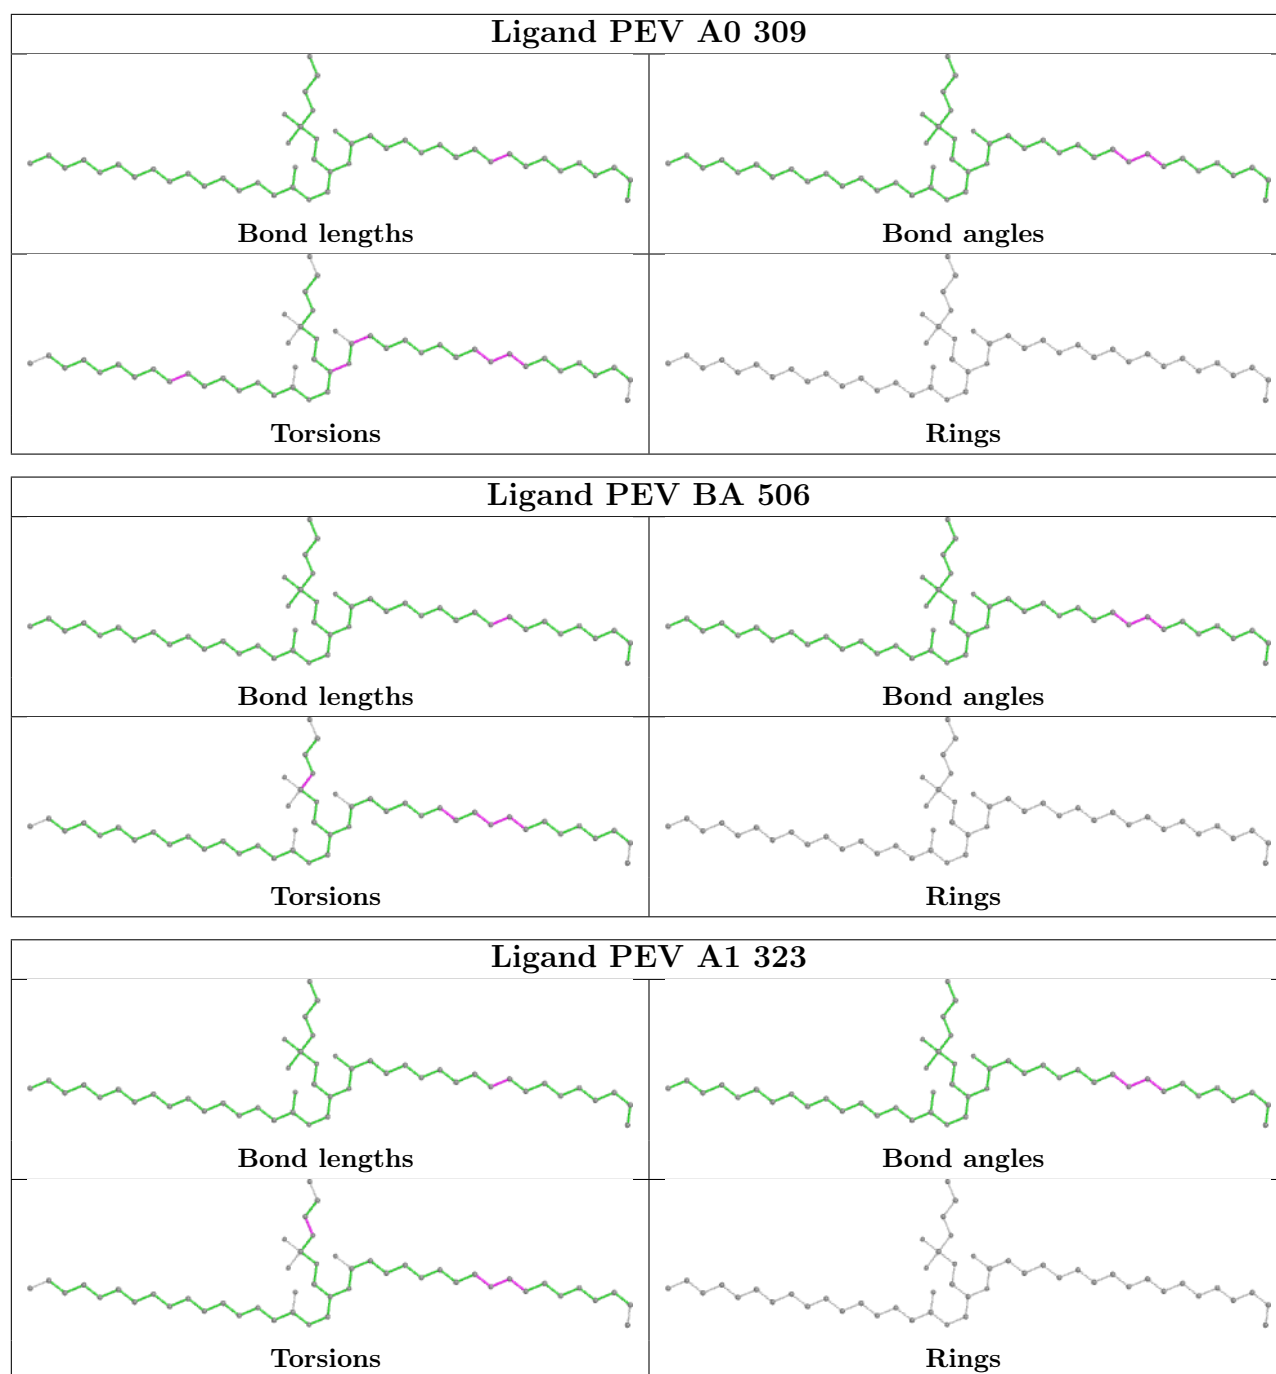 Ligand PEV A0 309
Bond lengths
Bond angles
Torsions
Rings
Ligand PEV BA 506
Bond lengths
Bond angles
Torsions
Rings
Ligand PEV A1 323
Bond lengths
Bond angles
Torsions
Rings